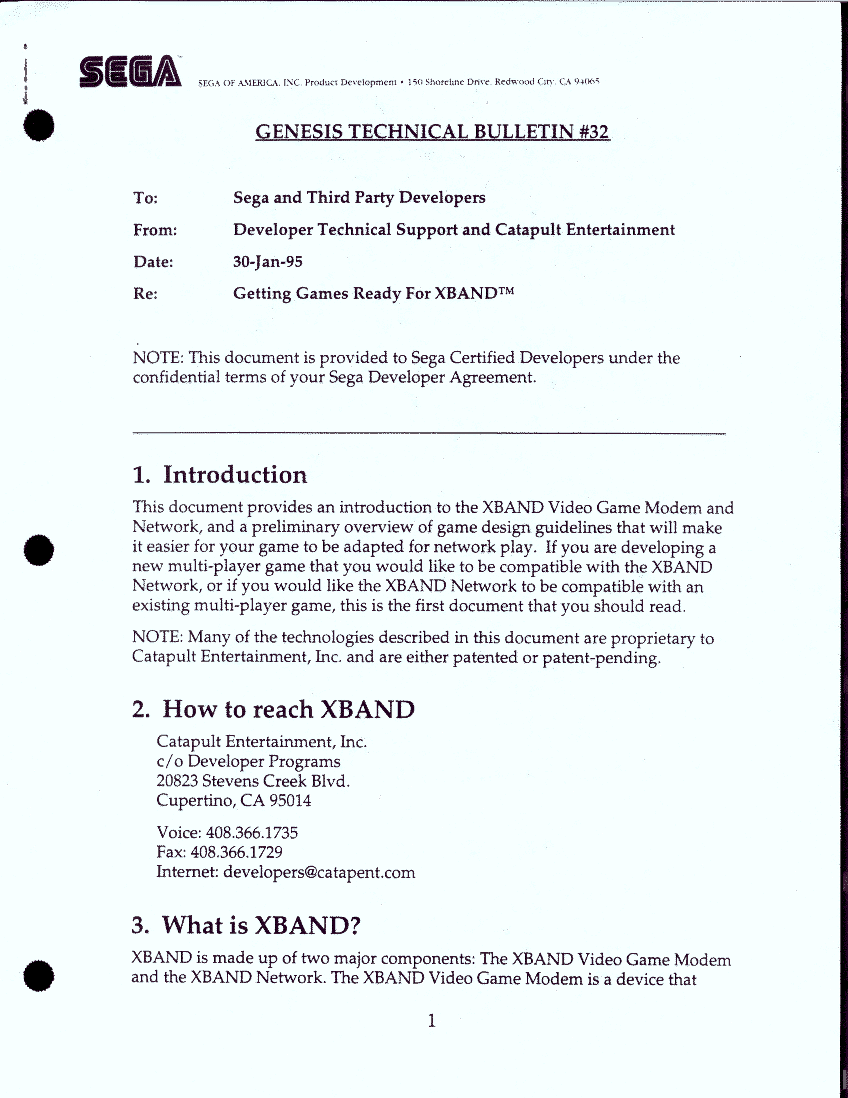 SEGA™
SEGA OF AMERICA, INC. Product Development • 150 Shoreline Drive, Redwood City, CA 94065
GENESIS TECHNICAL BULLETIN #32
To: Sega and Third Party Developers
From: Developer Technical Support and Catapult Entertainment
Date: 30-Jan-95
Re: Getting Games Ready For XBAND™
NOTE: This document is provided to Sega Certified Developers under the
confidential terms of your Sega Developer Agreement.
1. Introduction
This document provides an introduction to the XBAND Video Game Modem and
Network, and a preliminary overview of game design guidelines that will make
it easier for your game to be adapted for network play. If you are developing a
new multi-player game that you would like to be compatible with the XBAND
Network, or if you would like the XBAND Network to be compatible with an
existing multi-player game, this is the first document that you should read.
NOTE: Many of the technologies described in this document are proprietary to
Catapult Entertainment, Inc. and are either patented or patent-pending.
2. How to reach XBAND
Catapult Entertainment, Inc.
c/o Developer Programs
20823 Stevens Creek Blvd.
Cupertino, CA 95014
Voice: 408.366.1735
Fax: 408.366.1729
Internet: developers@catapent.com
3. What is XBAND?
XBAND is made up of two major components: The XBAND Video Game Modem
and the XBAND Network. The XBAND Video Game Modem is a device that
1